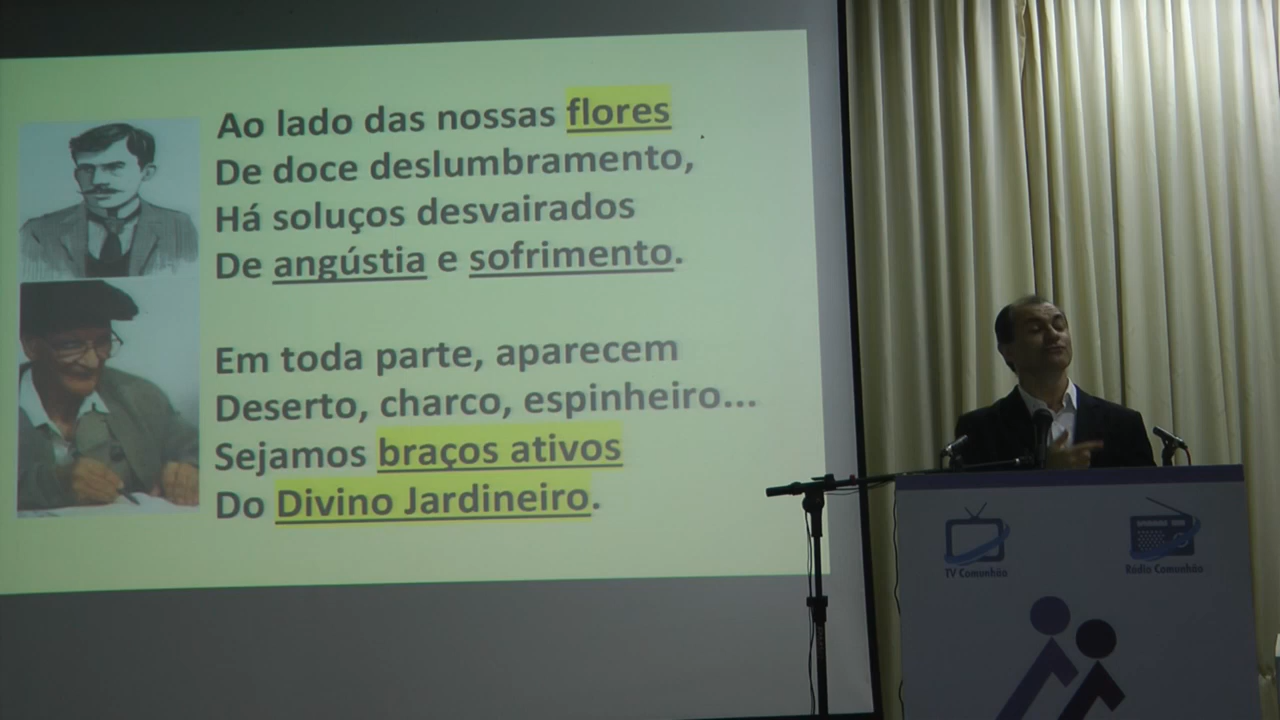 Ao lado das nossas flores
De doce deslumbramento,
Há soluços desvairados
De angústia e sofrimento.
Em toda parte, aparecem
Deserto, charco, espinheiro...
Sejamos braços ativos
Do Divino Jardineiro.
TV Comunhão
Rádio Comunhão